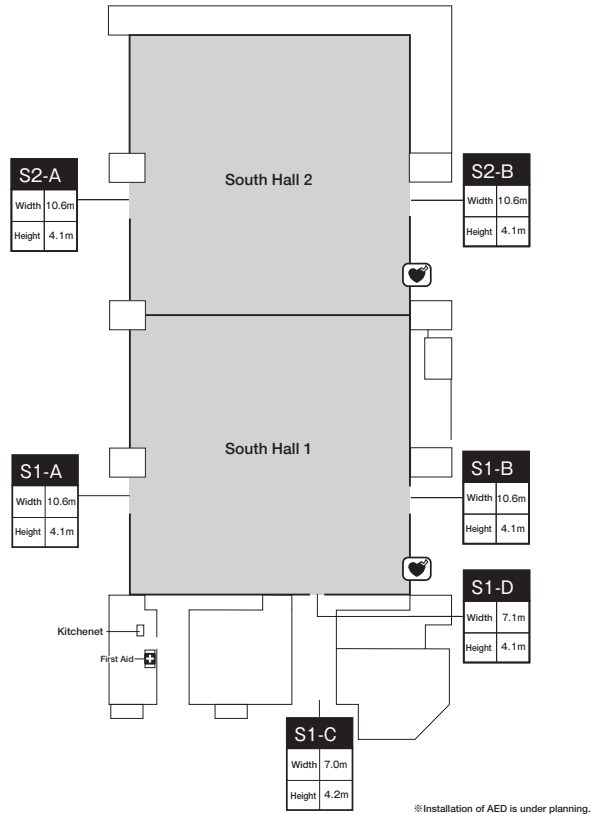 South Hall 2
S2-A
Width 10.6m
Height 4.1m
S2-B
Width 10.6m
Height 4.1m
South Hall 1
S1-A
Width 10.6m
Height 4.1m
S1-B
Width 10.6m
Height 4.1m
S1-D
Width 7.1m
Height 4.1m
Kitchenet
First Aid
S1-C
Width 7.0m
Height 4.2m
※Installation of AED is under planning.